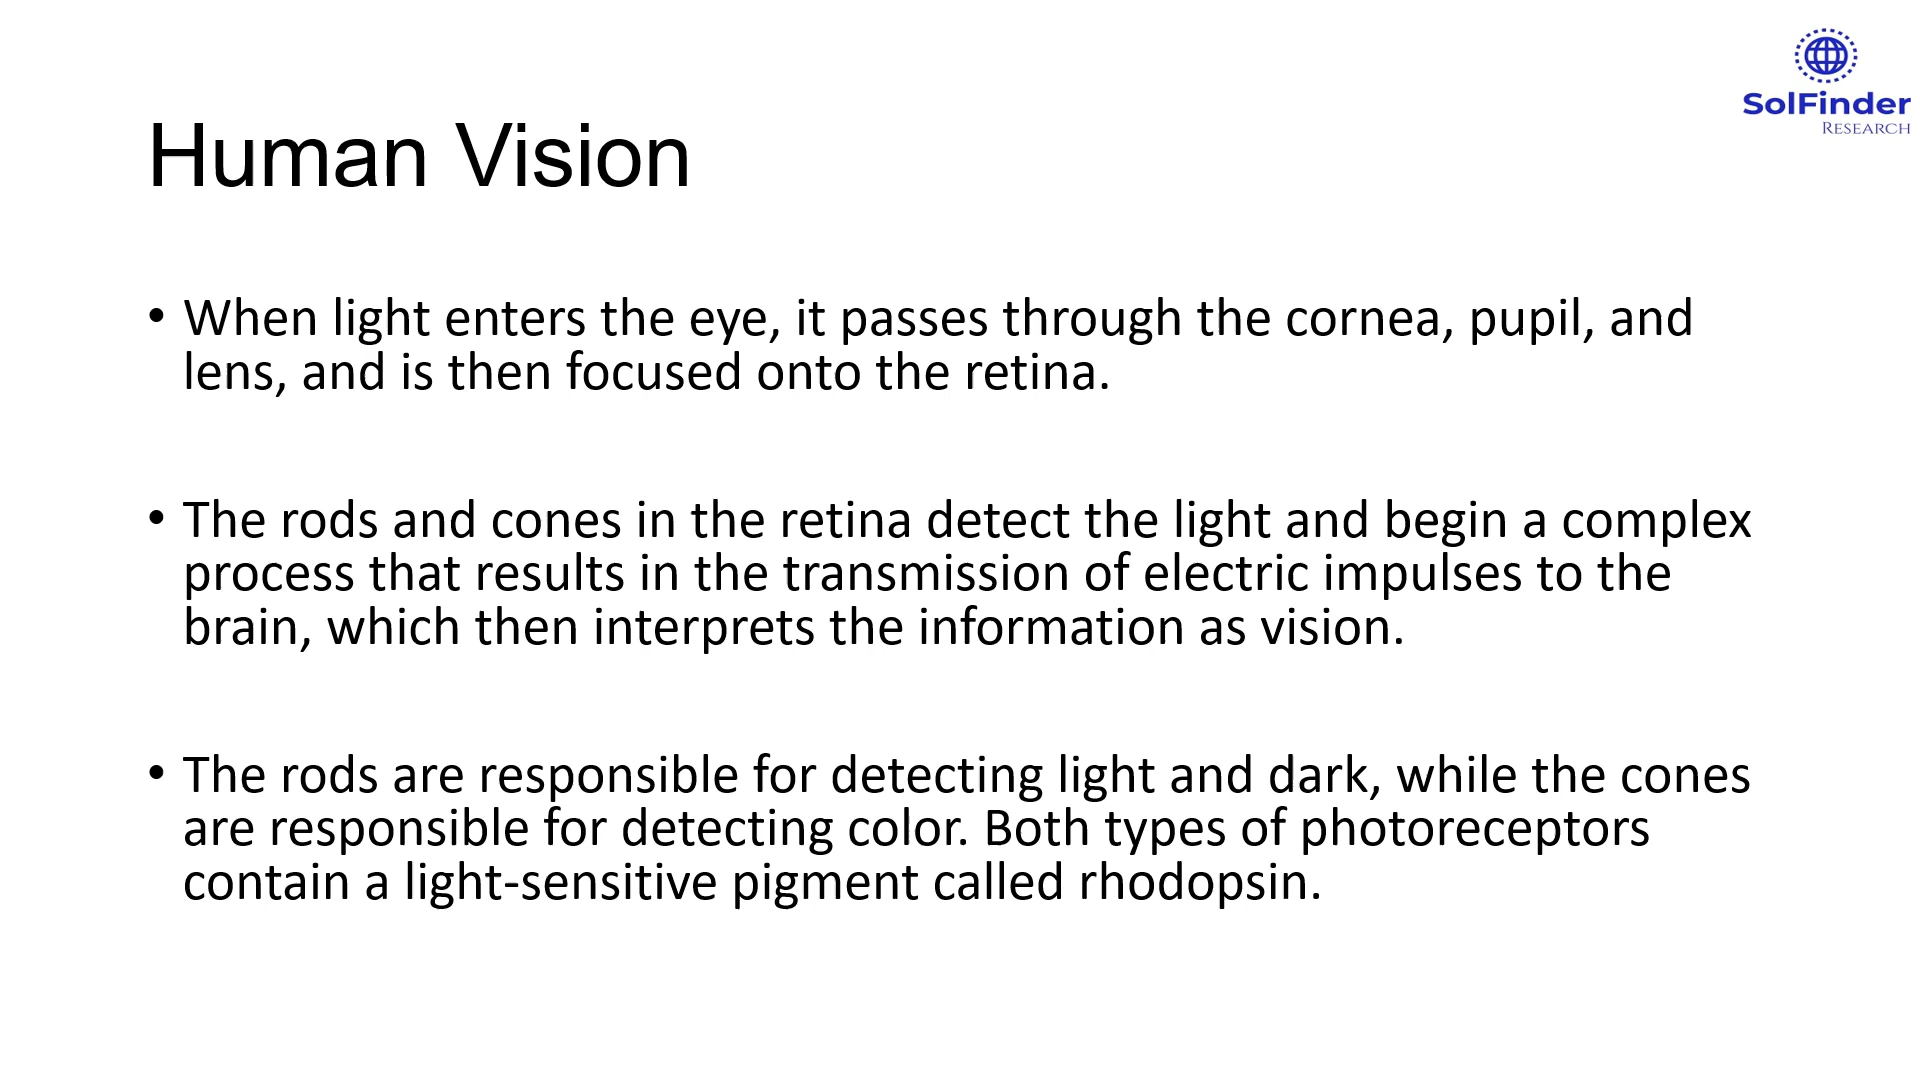 SolFinder
RESEARCH
Human Vision
• When light enters the eye, it passes through the cornea, pupil, and
lens, and is then focused onto the retina.
• The rods and cones in the retina detect the light and begin a complex
process that results in the transmission of electric impulses to the
brain, which then interprets the information as vision.
• The rods are responsible for detecting light and dark, while the cones
are responsible for detecting color. Both types of photoreceptors
contain a light-sensitive pigment called rhodopsin.